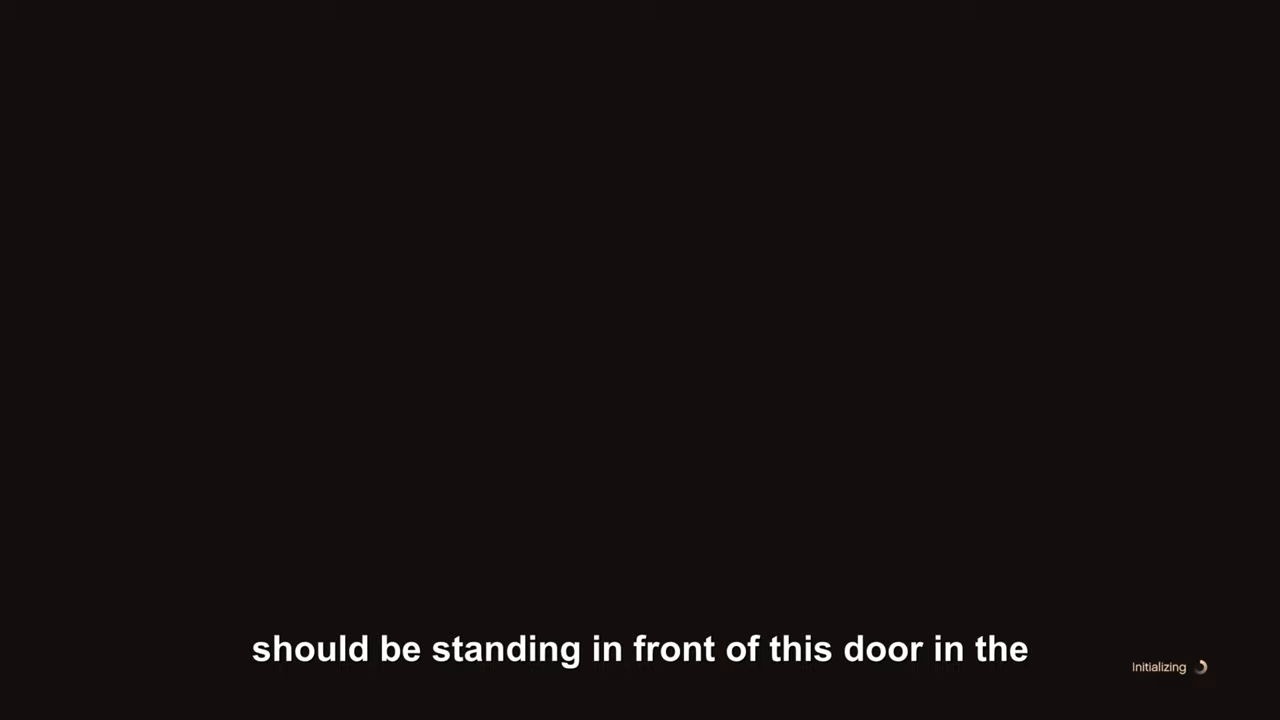 should be standing in front of this door in the
Initializing